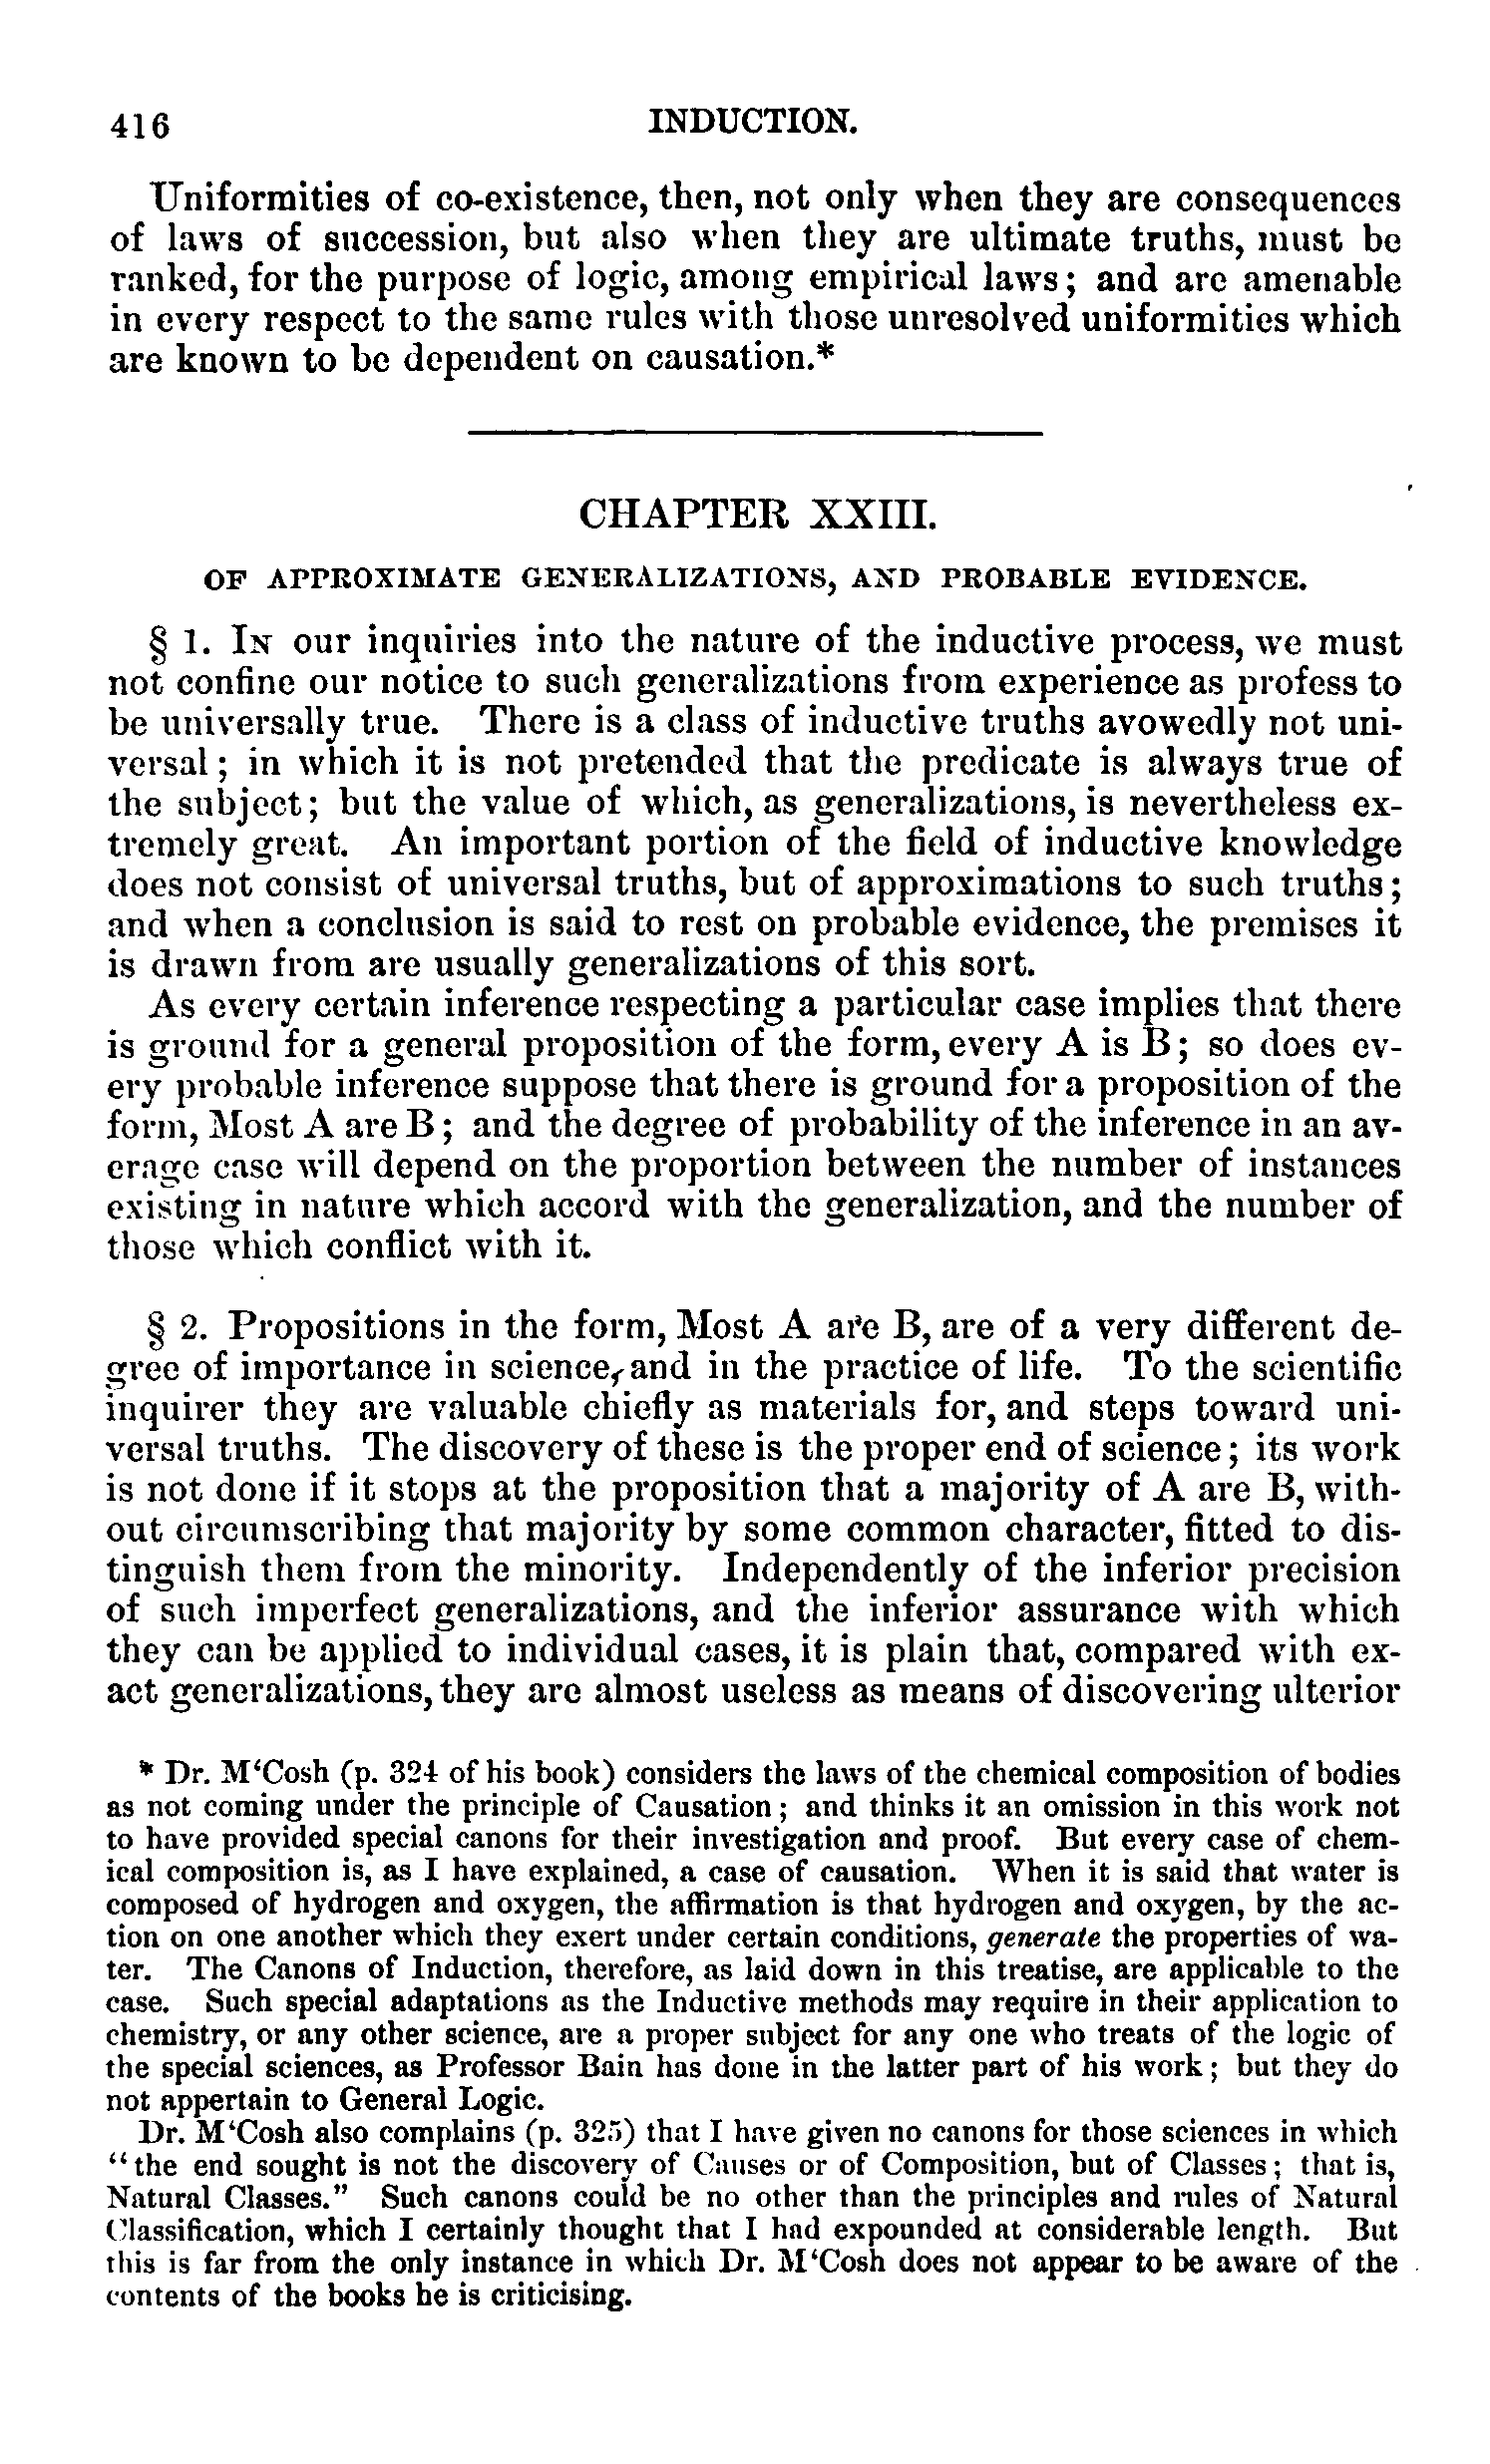 416 INDUCTION.
Uniformities of co-existence, then, not only when they are consequences
of laws of succession, but also when they are ultimate truths, must be
ranked, for the purpose of logic, among empirical laws; and are amenable
in every respect to the same rules with those unresolved uniformities which
are known to be dependent on causation.*
CHAPTER XXIII.
OF APPROXIMATE GENERALIZATIONS, AND PROBABLE EVIDENCE.
§ 1. IN our inquiries into the nature of the inductive process, we must
not confine our notice to such generalizations from experience as profess to
be universally true. There is a class of inductive truths avowedly not uni-
versal; in which it is not pretended that the predicate is always true of
the subject; but the value of which, as generalizations, is nevertheless ex-
tremely great. An important portion of the field of inductive knowledge
does not consist of universal truths, but of approximations to such truths;
and when a conclusion is said to rest on probable evidence, the premises it
is drawn from are usually generalizations of this sort.
As every certain inference respecting a particular case implies that there
is ground for a general proposition of the form, every A is B; so does ev-
ery probable inference suppose that there is ground for a proposition of the
form, Most A are B; and the degree of probability of the inference in an av-
erage case will depend on the proportion between the number of instances
existing in nature which accord with the generalization, and the number of
those which conflict with it.
§ 2. Propositions in the form, Most A are B, are of a very different de-
gree of importance in science, and in the practice of life. To the scientific
inquirer they are valuable chiefly as materials for, and steps toward uni-
versal truths. The discovery of these is the proper end of science; its work
is not done if it stops at the proposition that a majority of A are B, with-
out circumscribing that majority by some common character, fitted to dis-
tinguish them from the minority. Independently of the inferior precision
of such imperfect generalizations, and the inferior assurance with which
they can be applied to individual cases, it is plain that, compared with ex-
act generalizations, they are almost useless as means of discovering ulterior
* Dr. M‘Cosh (p. 324 of his book) considers the laws of the chemical composition of bodies
as not coming under the principle of Causation; and thinks it an omission in this work not
to have provided special canons for their investigation and proof. But every case of chem-
ical composition is, as I have explained, a case of causation. When it is said that water is
composed of hydrogen and oxygen, the affirmation is that hydrogen and oxygen, by the ac-
tion on one another which they exert under certain conditions, generate the properties of wa-
ter. The Canons of Induction, therefore, as laid down in this treatise, are applicable to the
case. Such special adaptations as the Inductive methods may require in their application to
chemistry, or any other science, are a proper subject for any one who treats of the logic of
the special sciences, as Professor Bain has done in the latter part of his work; but they do
not appertain to General Logic.
Dr. M‘Cosh also complains (p. 325) that I have given no canons for those sciences in which
“the end sought is not the discovery of Causes or of Composition, but of Classes; that is,
Natural Classes.” Such canons could be no other than the principles and rules of Natural
Classification, which I certainly thought that I had expounded at considerable length. But
this is far from the only instance in which Dr. M‘Cosh does not appear to be aware of the
contents of the books he is criticising.